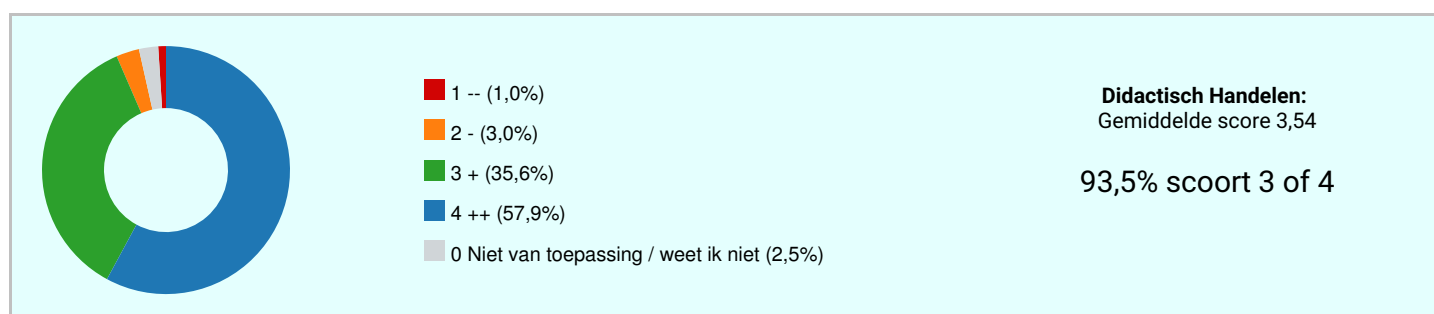 1 -- (1,0%)
2 - (3,0%)
3 + (35,6%)
4 ++ (57,9%)
0 Niet van toepassing / weet ik niet (2,5%)
Didactisch Handelen:
Gemiddelde score 3,54
93,5% scoort 3 of 4